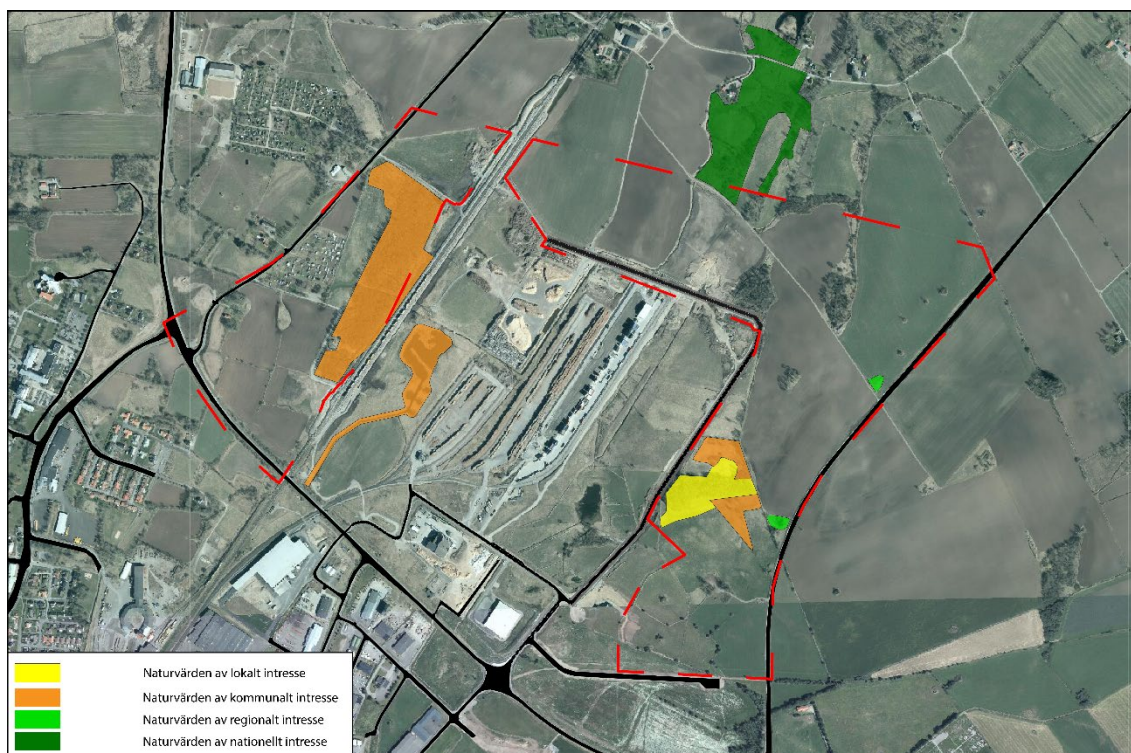 Naturvärden av lokalt intresse
Naturvärden av kommunalt intresse
Naturvärden av regionalt intresse
Naturvärden av nationellt intresse